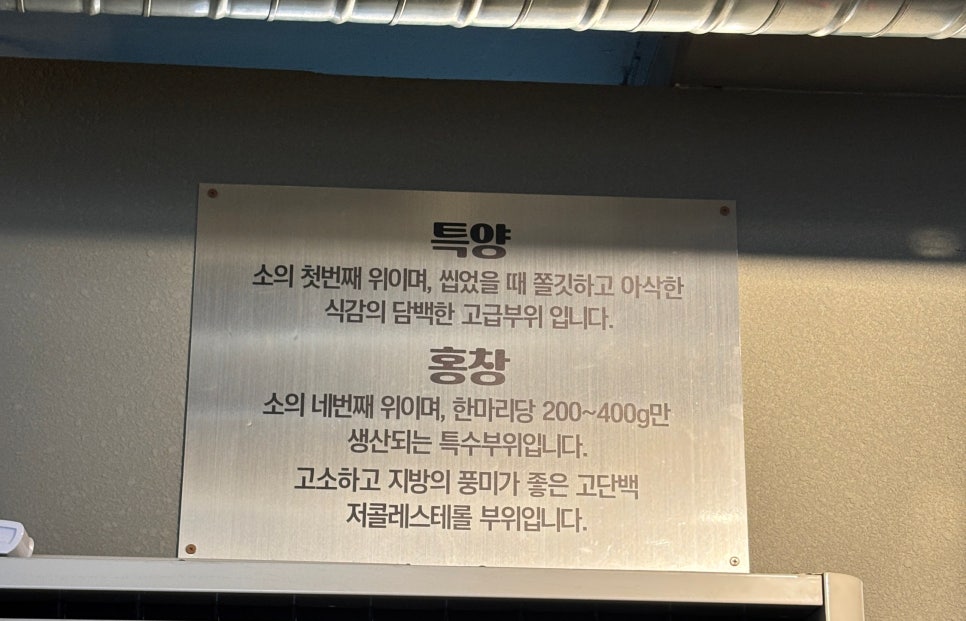 특양
소의 첫번째 위이며, 씹었을 때 쫄깃하고 아삭한
식감의 담백한 고급부위 입니다.
홍창
소의 네번째 위이며, 한마리당 200~400g만
생산되는 특수부위입니다.
고소하고 지방의 풍미가 좋은 고단백
저콜레스테롤 부위입니다.